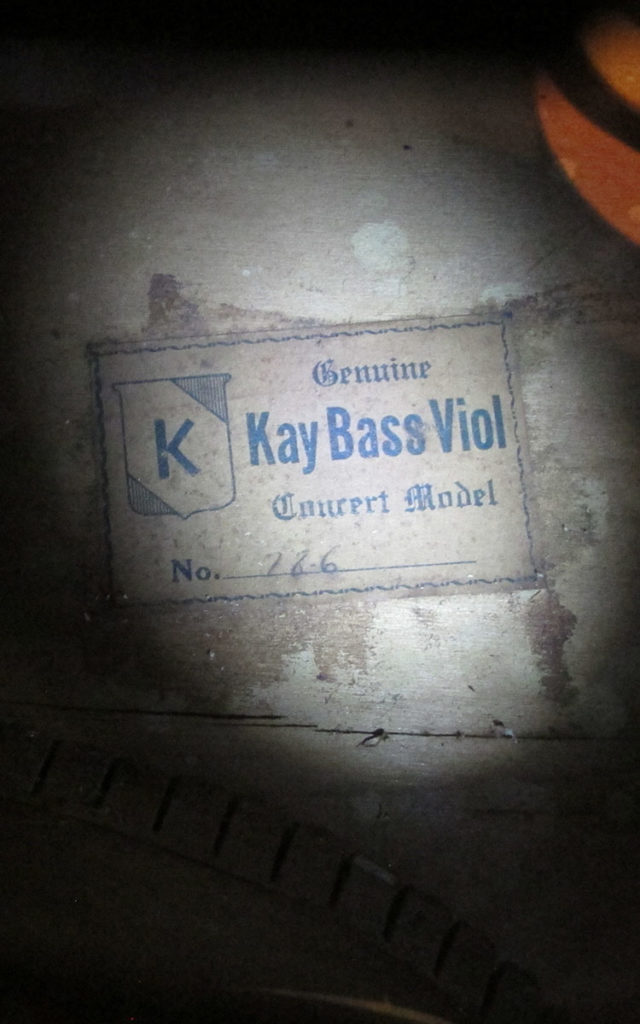 K
Genuine
Kay Bass Viol
Concert Model
No.